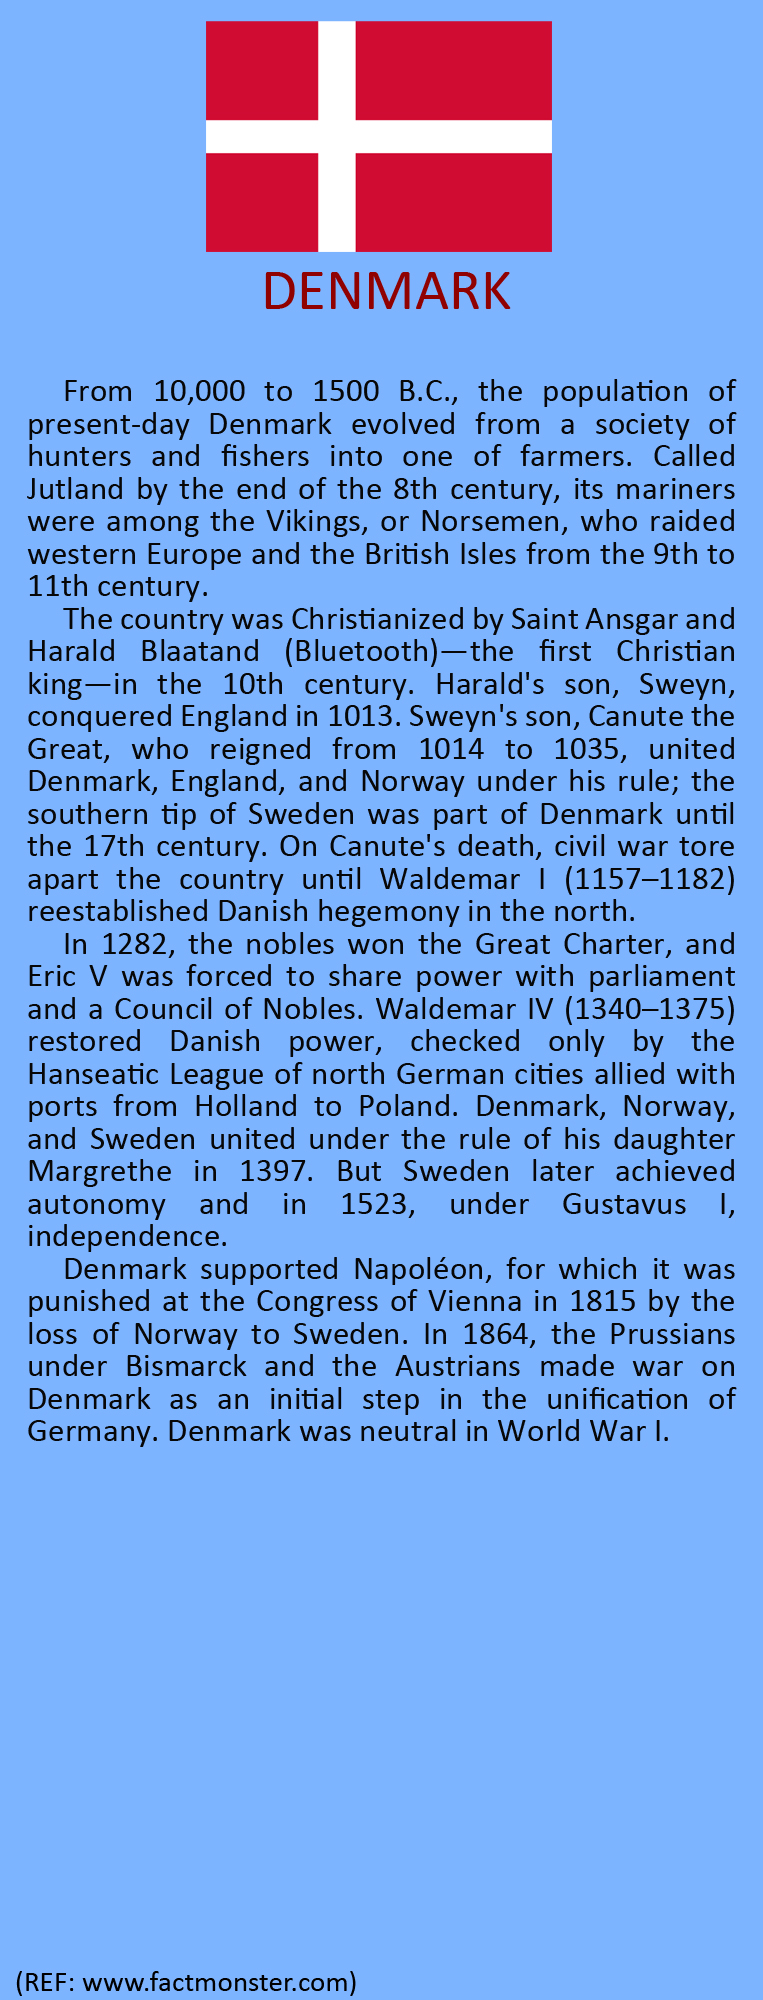 DENMARK
From 10,000 to 1500 B.C., the population of
present-day Denmark evolved from a society of
hunters and fishers into one of farmers. Called
Jutland by the end of the 8th century, its mariners
were among the Vikings, or Norsemen, who raided
western Europe and the British Isles from the 9th to
11th century.
The country was Christianized by Saint Ansgar and
Harald Blaatand (Bluetooth)—the first Christian
king—in the 10th century. Harald's son, Sweyn,
conquered England in 1013. Sweyn's son, Canute the
Great, who reigned from 1014 to 1035, united
Denmark, England, and Norway under his rule; the
southern tip of Sweden was part of Denmark until
the 17th century. On Canute's death, civil war tore
apart the country until Waldemar I (1157–1182)
reestablished Danish hegemony in the north.
In 1282, the nobles won the Great Charter, and
Eric V was forced to share power with parliament
and a Council of Nobles. Waldemar IV (1340–1375)
restored Danish power, checked only by the
Hanseatic League of north German cities allied with
ports from Holland to Poland. Denmark, Norway,
and Sweden united under the rule of his daughter
Margrethe in 1397. But Sweden later achieved
autonomy and in 1523, under Gustavus I,
independence.
Denmark supported Napoléon, for which it was
punished at the Congress of Vienna in 1815 by the
loss of Norway to Sweden. In 1864, the Prussians
under Bismarck and the Austrians made war on
Denmark as an initial step in the unification of
Germany. Denmark was neutral in World War I.
(REF: www.factmonster.com)